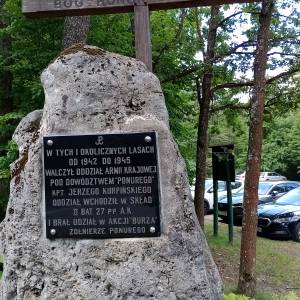 W TYCH I OKOLICZNYCH LASACH
OD 1942 DO 1945
WALCZYŁ ODDZIAŁ ARMII KRAJOWEJ
POD DOWÓDZTWEM "PONUREGO"
KPT. JERZEGO KURPIŃSKIEGO
ODDZIAŁ WCHODZIŁ W SKŁAD
II BAT 27 PP A.K
I BRAŁ UDZIAŁ W AKCJI "BURZA"
ŻOŁNIERZE PONUREGO